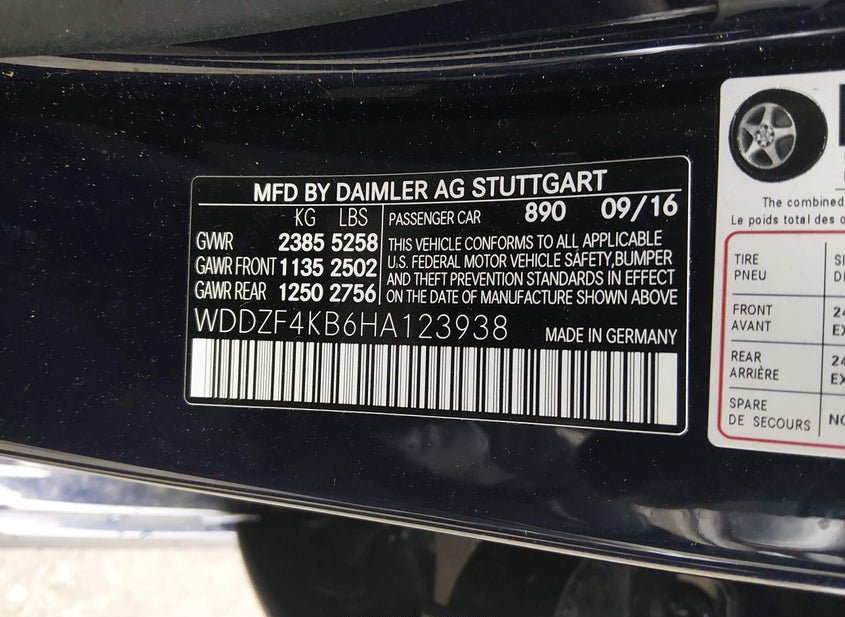 MFD BY DAIMLER AG STUTTGART
KG LBS PASSENGER CAR 890 09/16
GVWR 2385 5258 THIS VEHICLE CONFORMS TO ALL APPLICABLE
GAWR FRONT 1135 2502 U.S. FEDERAL MOTOR VEHICLE SAFETY,BUMPER
GAWR REAR 1250 2756 AND THEFT PREVENTION STANDARDS IN EFFECT
ON THE DATE OF MANUFACTURE SHOWN ABOVE
WDDZF4KB6HA123938 MADE IN GERMANY
The combined
Le poids total des
TIRE
PNEU
FRONT
AVANT
REAR
ARRIÈRE
SPARE
DE SECOURS